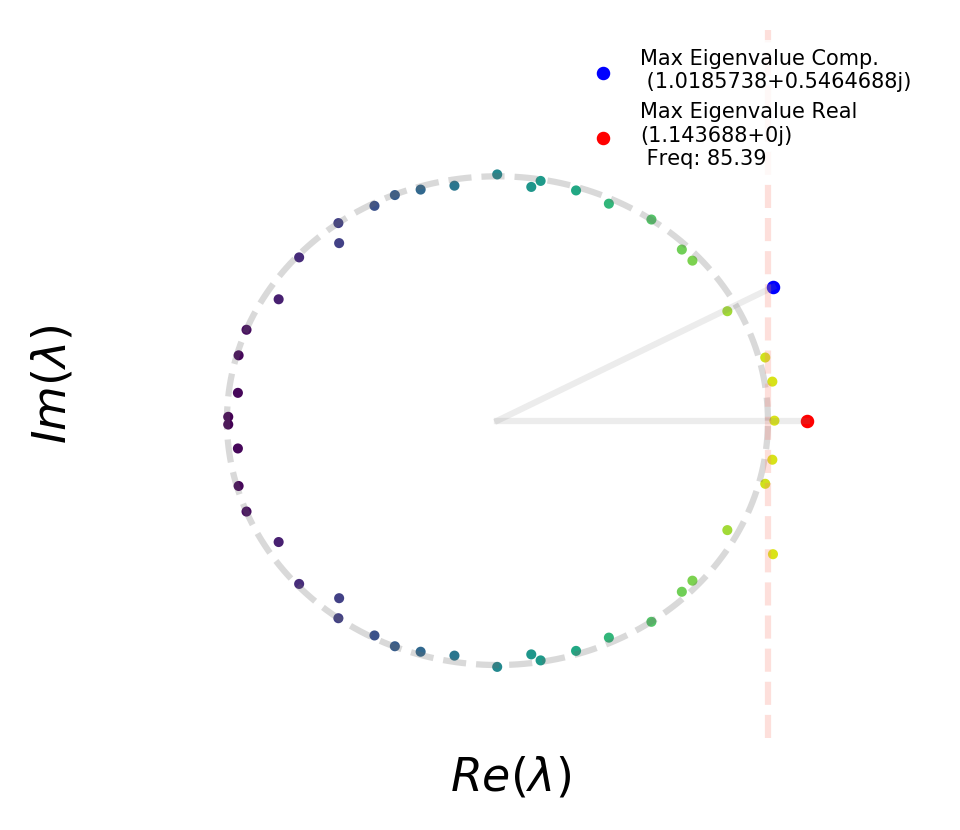 Max Eigenvalue Comp.
(1.0185738+0.5464688j)
Max Eigenvalue Real
(1.143688+0j)
Freq: 85.39
Im(λ)
Re(λ)